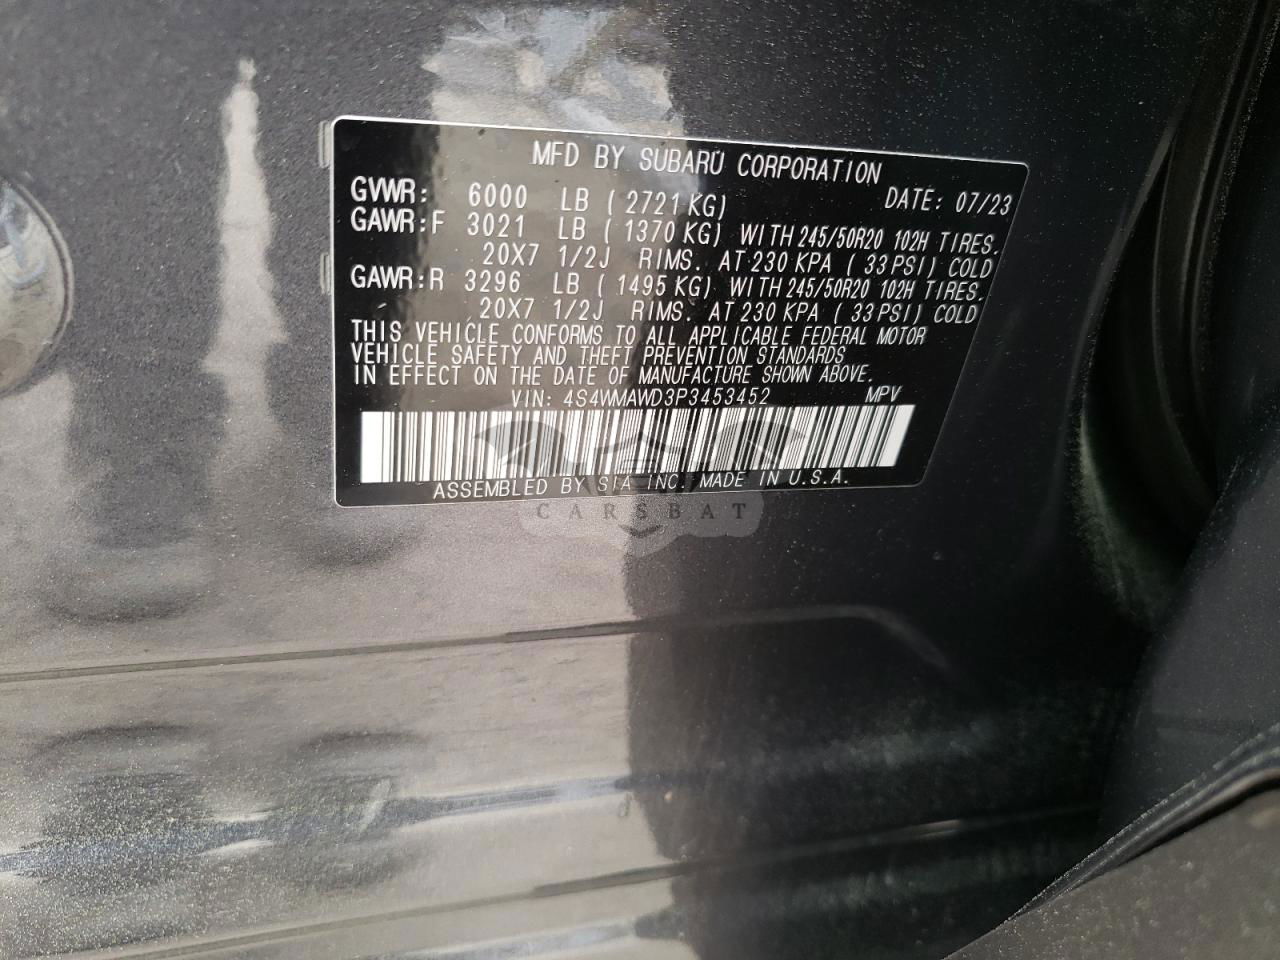 MFD BY SUBARU CORPORATION
GVWR: 6000 LB ( 2721 KG) DATE: 07/23
GAWR:F 3021 LB ( 1370 KG) WITH 245/50R20 102H TIRES.
20X7 1/2J RIMS. AT 230 KPA ( 33 PSI) COLD
GAWR:R 3296 LB ( 1495 KG) WITH 245/50R20 102H TIRES.
20X7 1/2J RIMS. AT 230 KPA ( 33 PSI) COLD
THIS VEHICLE CONFORMS TO ALL APPLICABLE FEDERAL MOTOR
VEHICLE SAFETY AND THEFT PREVENTION STANDARDS
IN EFFECT ON THE DATE OF MANUFACTURE SHOWN ABOVE.
VIN: 4S4WMAWD3P3453452 MPV
ASSEMBLED BY SIA INC. MADE IN U.S.A.
CARSBAT